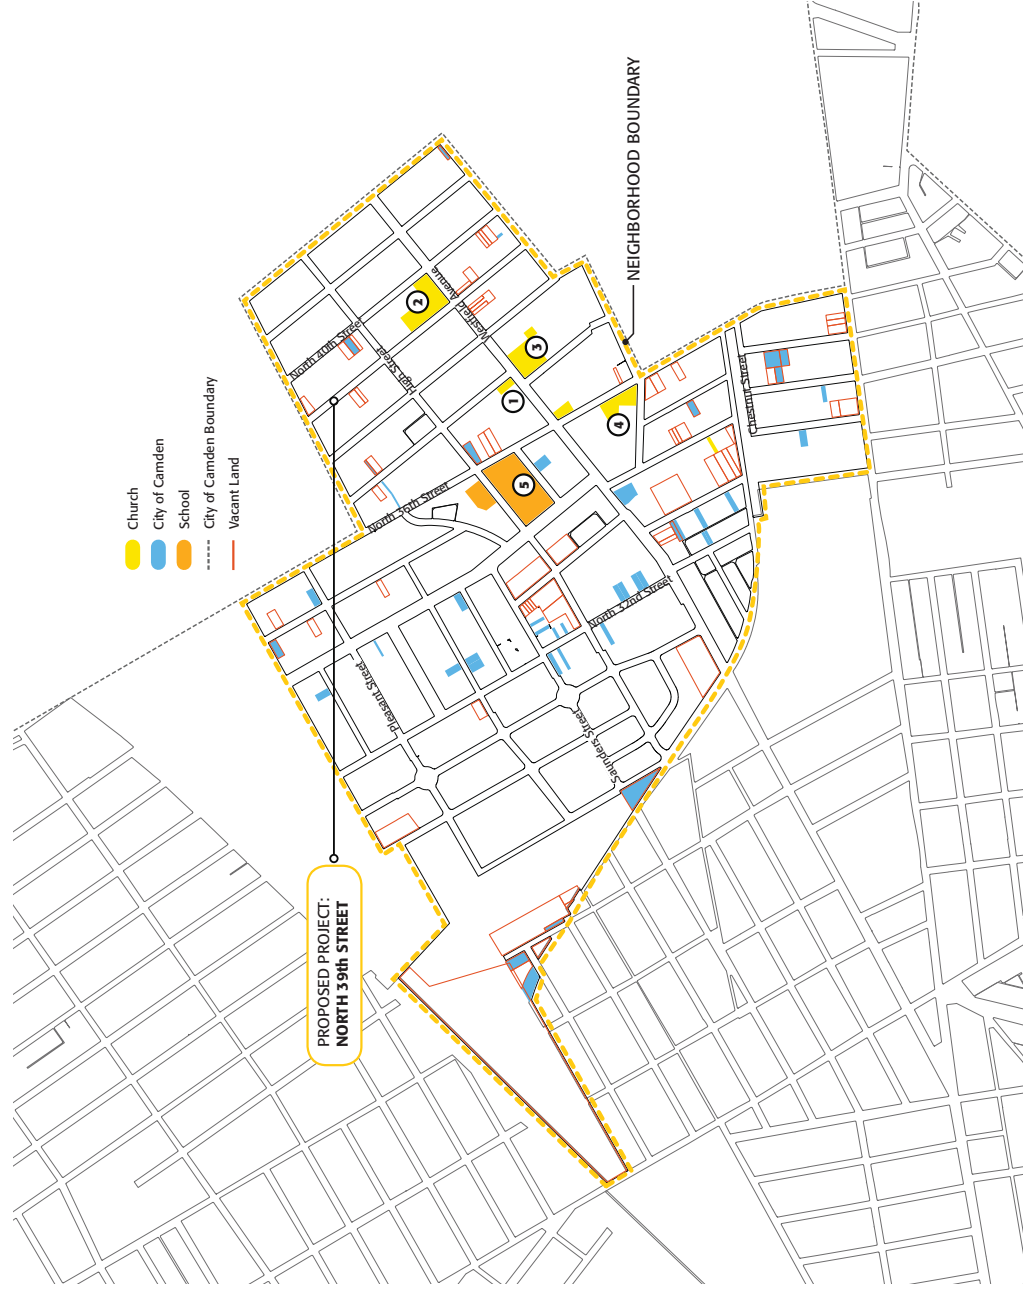 Church
City of Camden
School
City of Camden Boundary
Vacant Land
PROPOSED PROJECT:
NORTH 39th STREET
NEIGHBORHOOD BOUNDARY
North 40th Street
High Street
Westfield Avenue
North 36th Street
Pleasant Street
Saunders Street
North 32nd Street
Chestnut Street
1
2
3
4
5